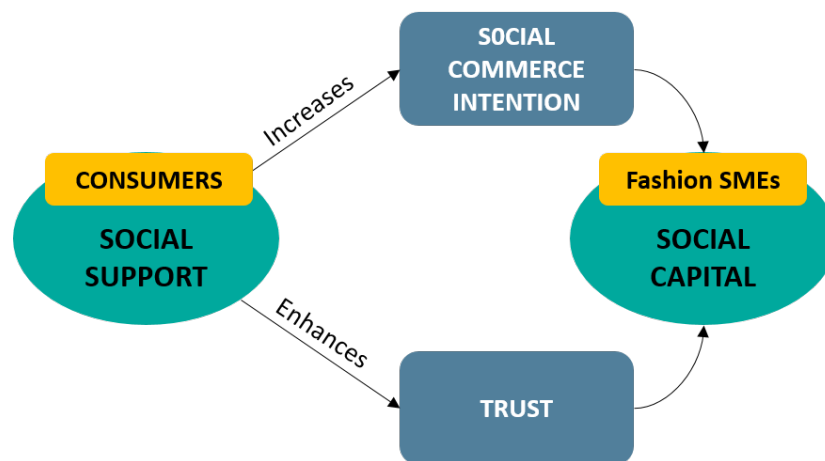 S0CIAL
COMMERCE
INTENTION
Increases
CONSUMERS
SOCIAL
SUPPORT
Fashion SMEs
SOCIAL
CAPITAL
Enhances
TRUST